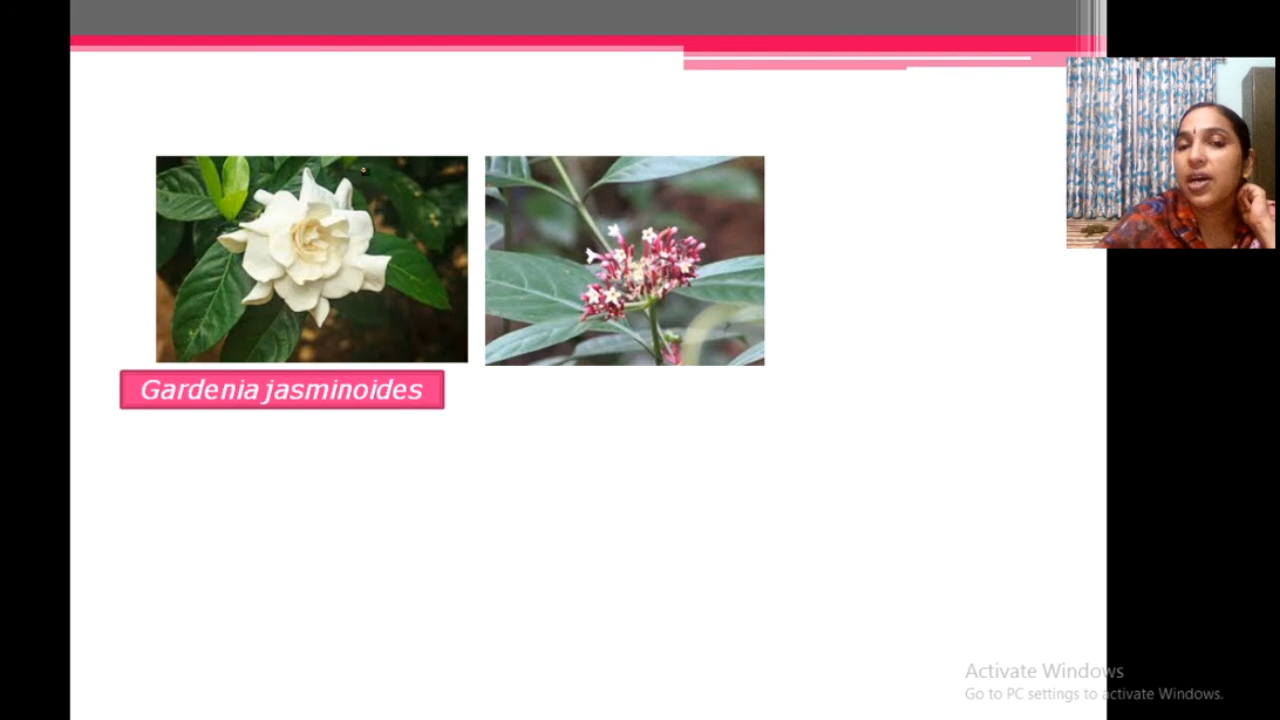 Gardenia jasminoides
Activate Windows
Go to PC settings to activate Windows.